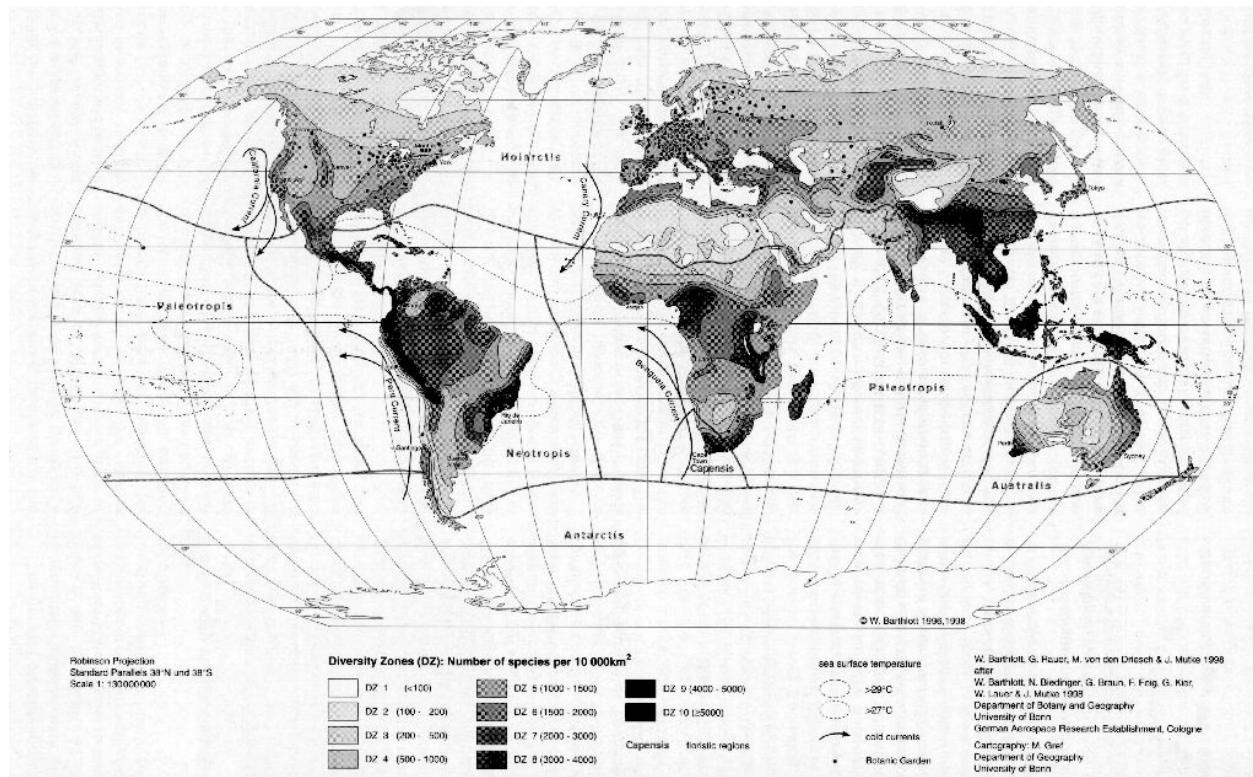 Holarctis
California Current
Canary Current
Tokyo
Paleotropis
Peru Current
Benguela Current
Paleotropis
Rio de Janeiro
Santiago
Neotropis
Cape Town
Capensis
Perth
Sydney
Australis
Antarctis
© W. Barthlott 1996,1998
Robinson Projection
Standard Parallels 38°N und 38°S
Scale 1: 130000000
Diversity Zones (DZ): Number of species per 10 000km²
DZ 1 (<100)
DZ 2 (100 - 200)
DZ 3 (200 - 500)
DZ 4 (500 - 1000)
DZ 5 (1000 - 1500)
DZ 6 (1500 - 2000)
DZ 7 (2000 - 3000)
DZ 8 (3000 - 4000)
DZ 9 (4000 - 5000)
DZ 10 (≥5000)
Capensis floristic regions
sea surface temperature
>29°C
>27°C
cold currents
Botanic Garden
W. Barthlott, G. Rauer, M. von den Driesch & J. Mutke 1998
after
W. Barthlott, N. Biedinger, G. Braun, F. Feig, G. Kier,
W. Lauer & J. Mutke 1998
Department of Botany and Geography
University of Bonn
German Aerospace Research Establishment, Cologne
Cartography: M. Gref
Department of Geography
University of Bonn